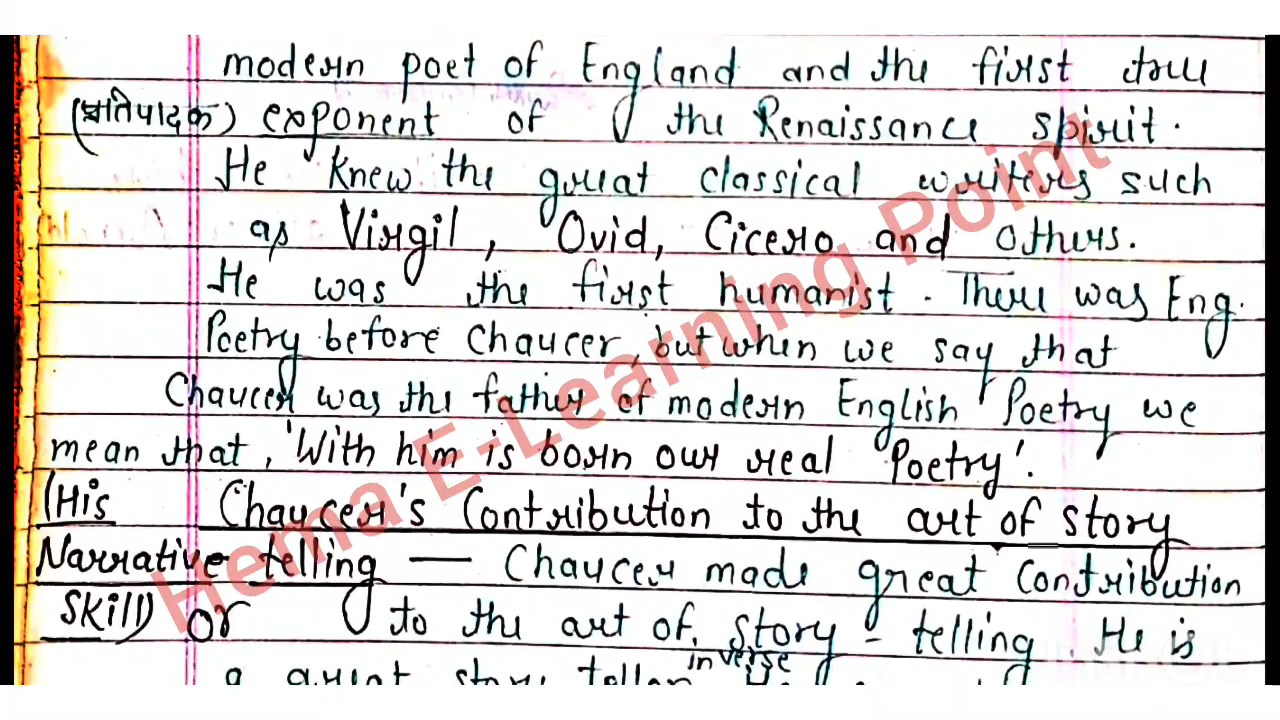 modern poet of England and the first true
(प्रतिपादक) exponent of the Renaissance spirit.
He knew the great classical writers such
as Virgil, Ovid, Cicero and others.
He was the first humanist. There was Eng.
Poetry before Chaucer, but when we say that
Chaucer was the father of modern English Poetry we
mean that, 'With him is born our real Poetry'.
(His Chaucer's Contribution to the art of story
Narrative telling — Chaucer made great Contribution
Skill) or to the art of story-telling. He is
inverse
a great story teller. He
Hema E-Learning Point